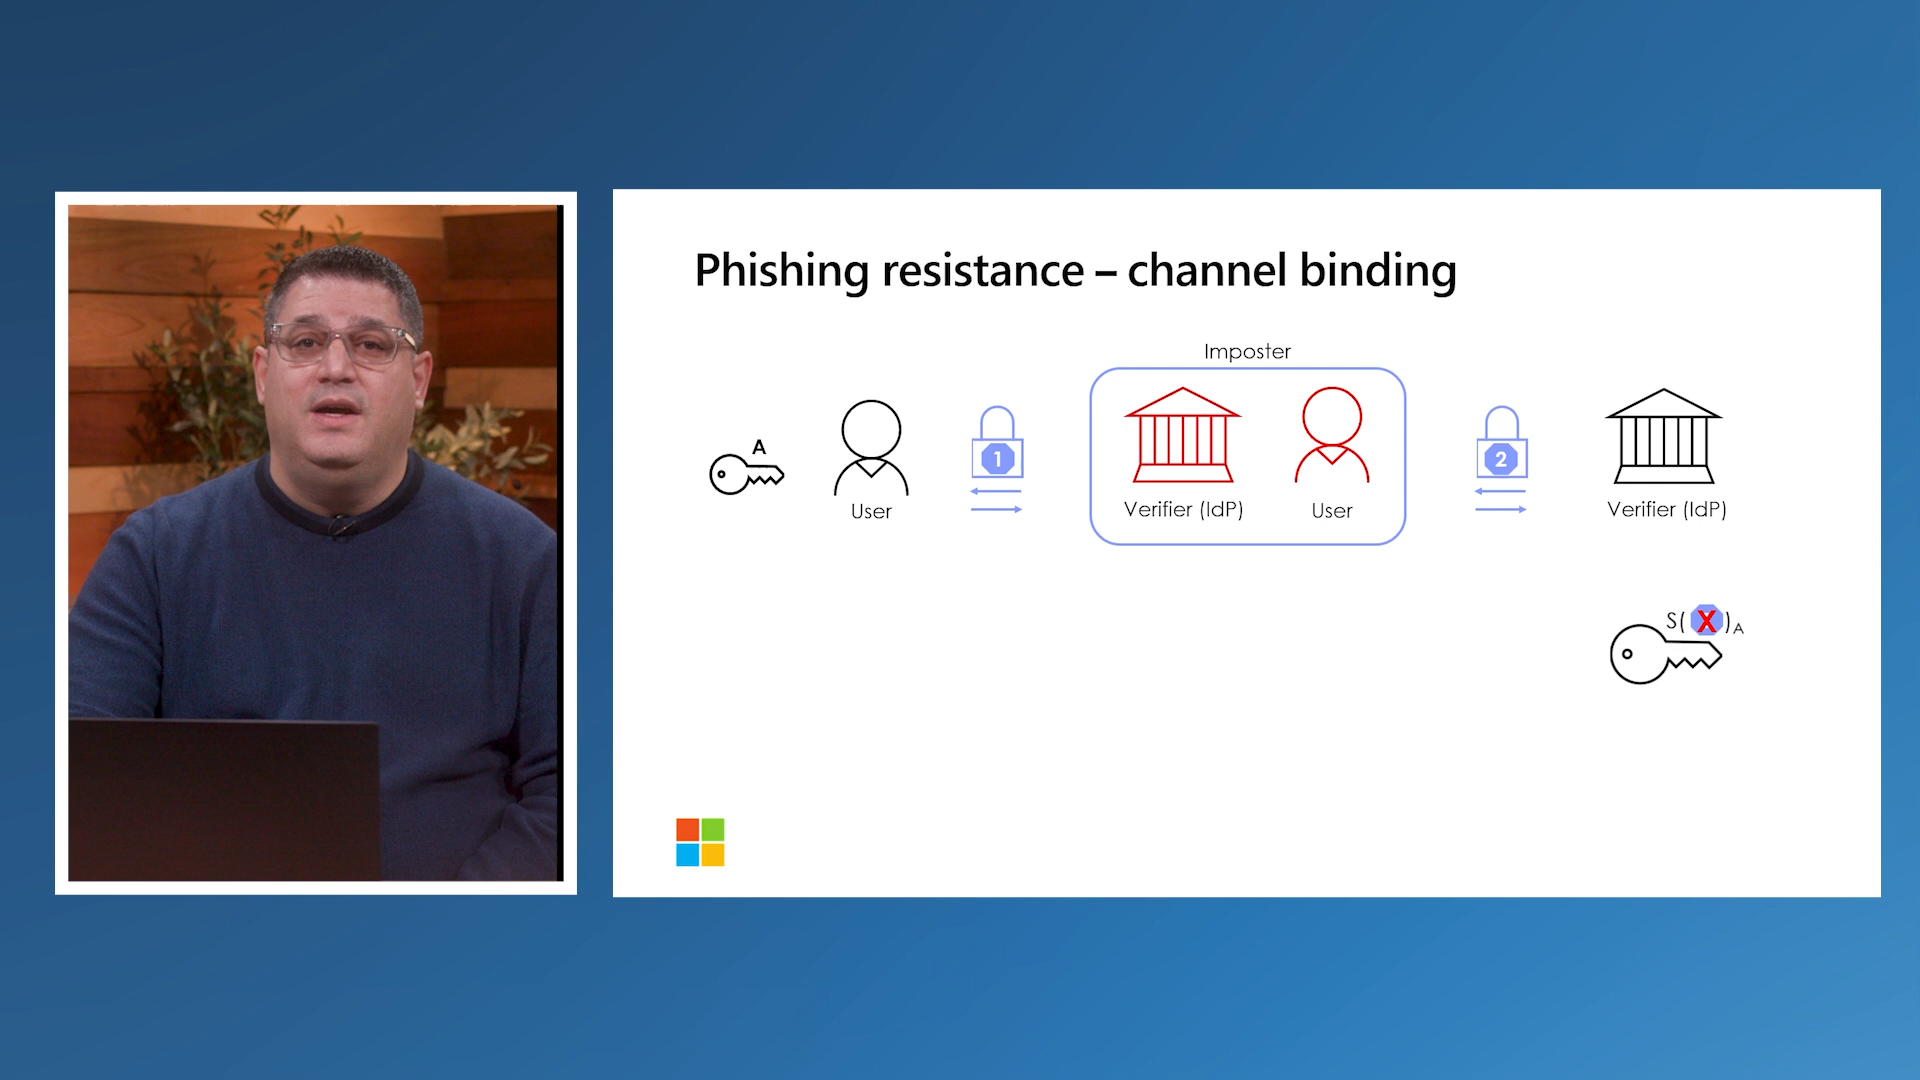 Phishing resistance – channel binding
Imposter
A
1
2
User
Verifier (IdP)
User
Verifier (IdP)
S(X)A